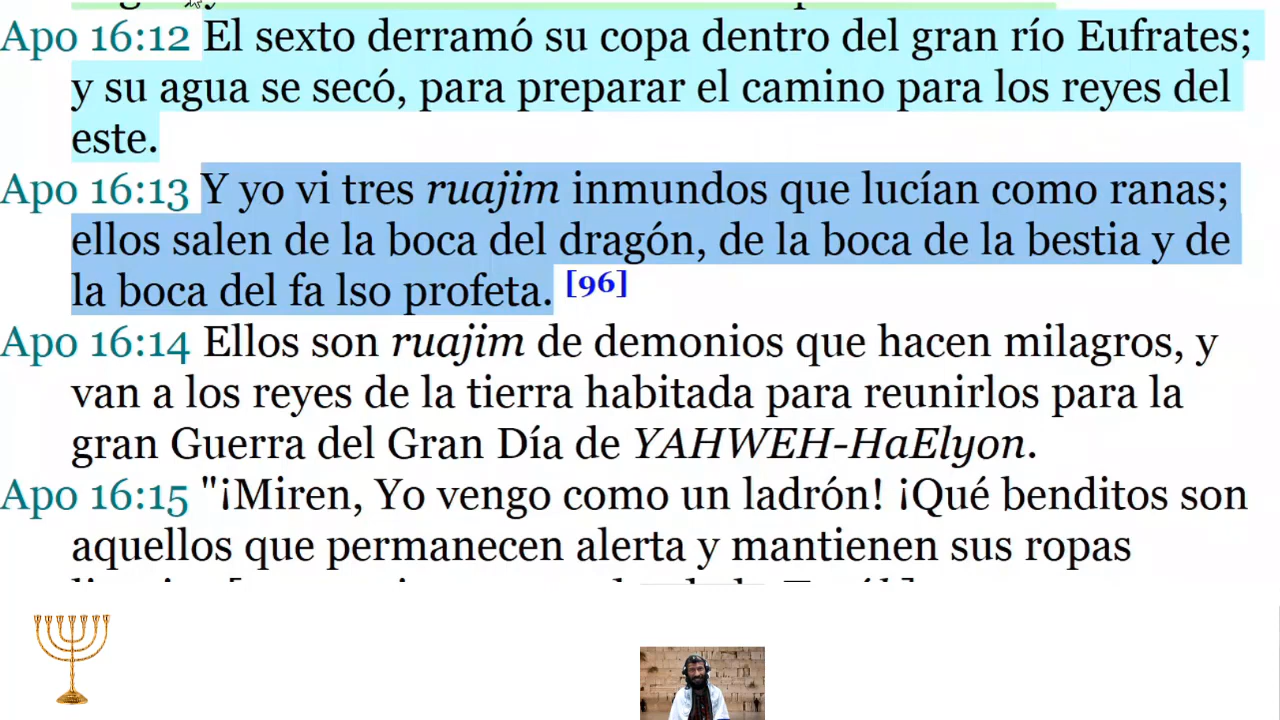 Apo 16:12 El sexto derramó su copa dentro del gran río Eufrates;
y su agua se secó, para preparar el camino para los reyes del
este.
Apo 16:13 Y yo vi tres ruajim inmundos que lucían como ranas;
ellos salen de la boca del dragón, de la boca de la bestia y de
la boca del fa lso profeta. [96]
Apo 16:14 Ellos son ruajim de demonios que hacen milagros, y
van a los reyes de la tierra habitada para reunirlos para la
gran Guerra del Gran Día de YAHWEH-HaElyon.
Apo 16:15 "¡Miren, Yo vengo como un ladrón! ¡Qué benditos son
aquellos que permanecen alerta y mantienen sus ropas